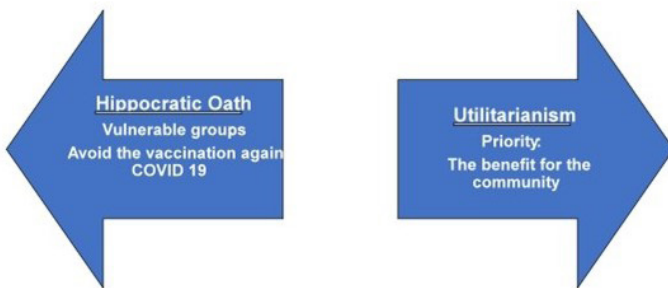 Hippocratic Oath
Vulnerable groups
Avoid the vaccination again
COVID 19
Utilitarianism
Priority:
The benefit for the
community